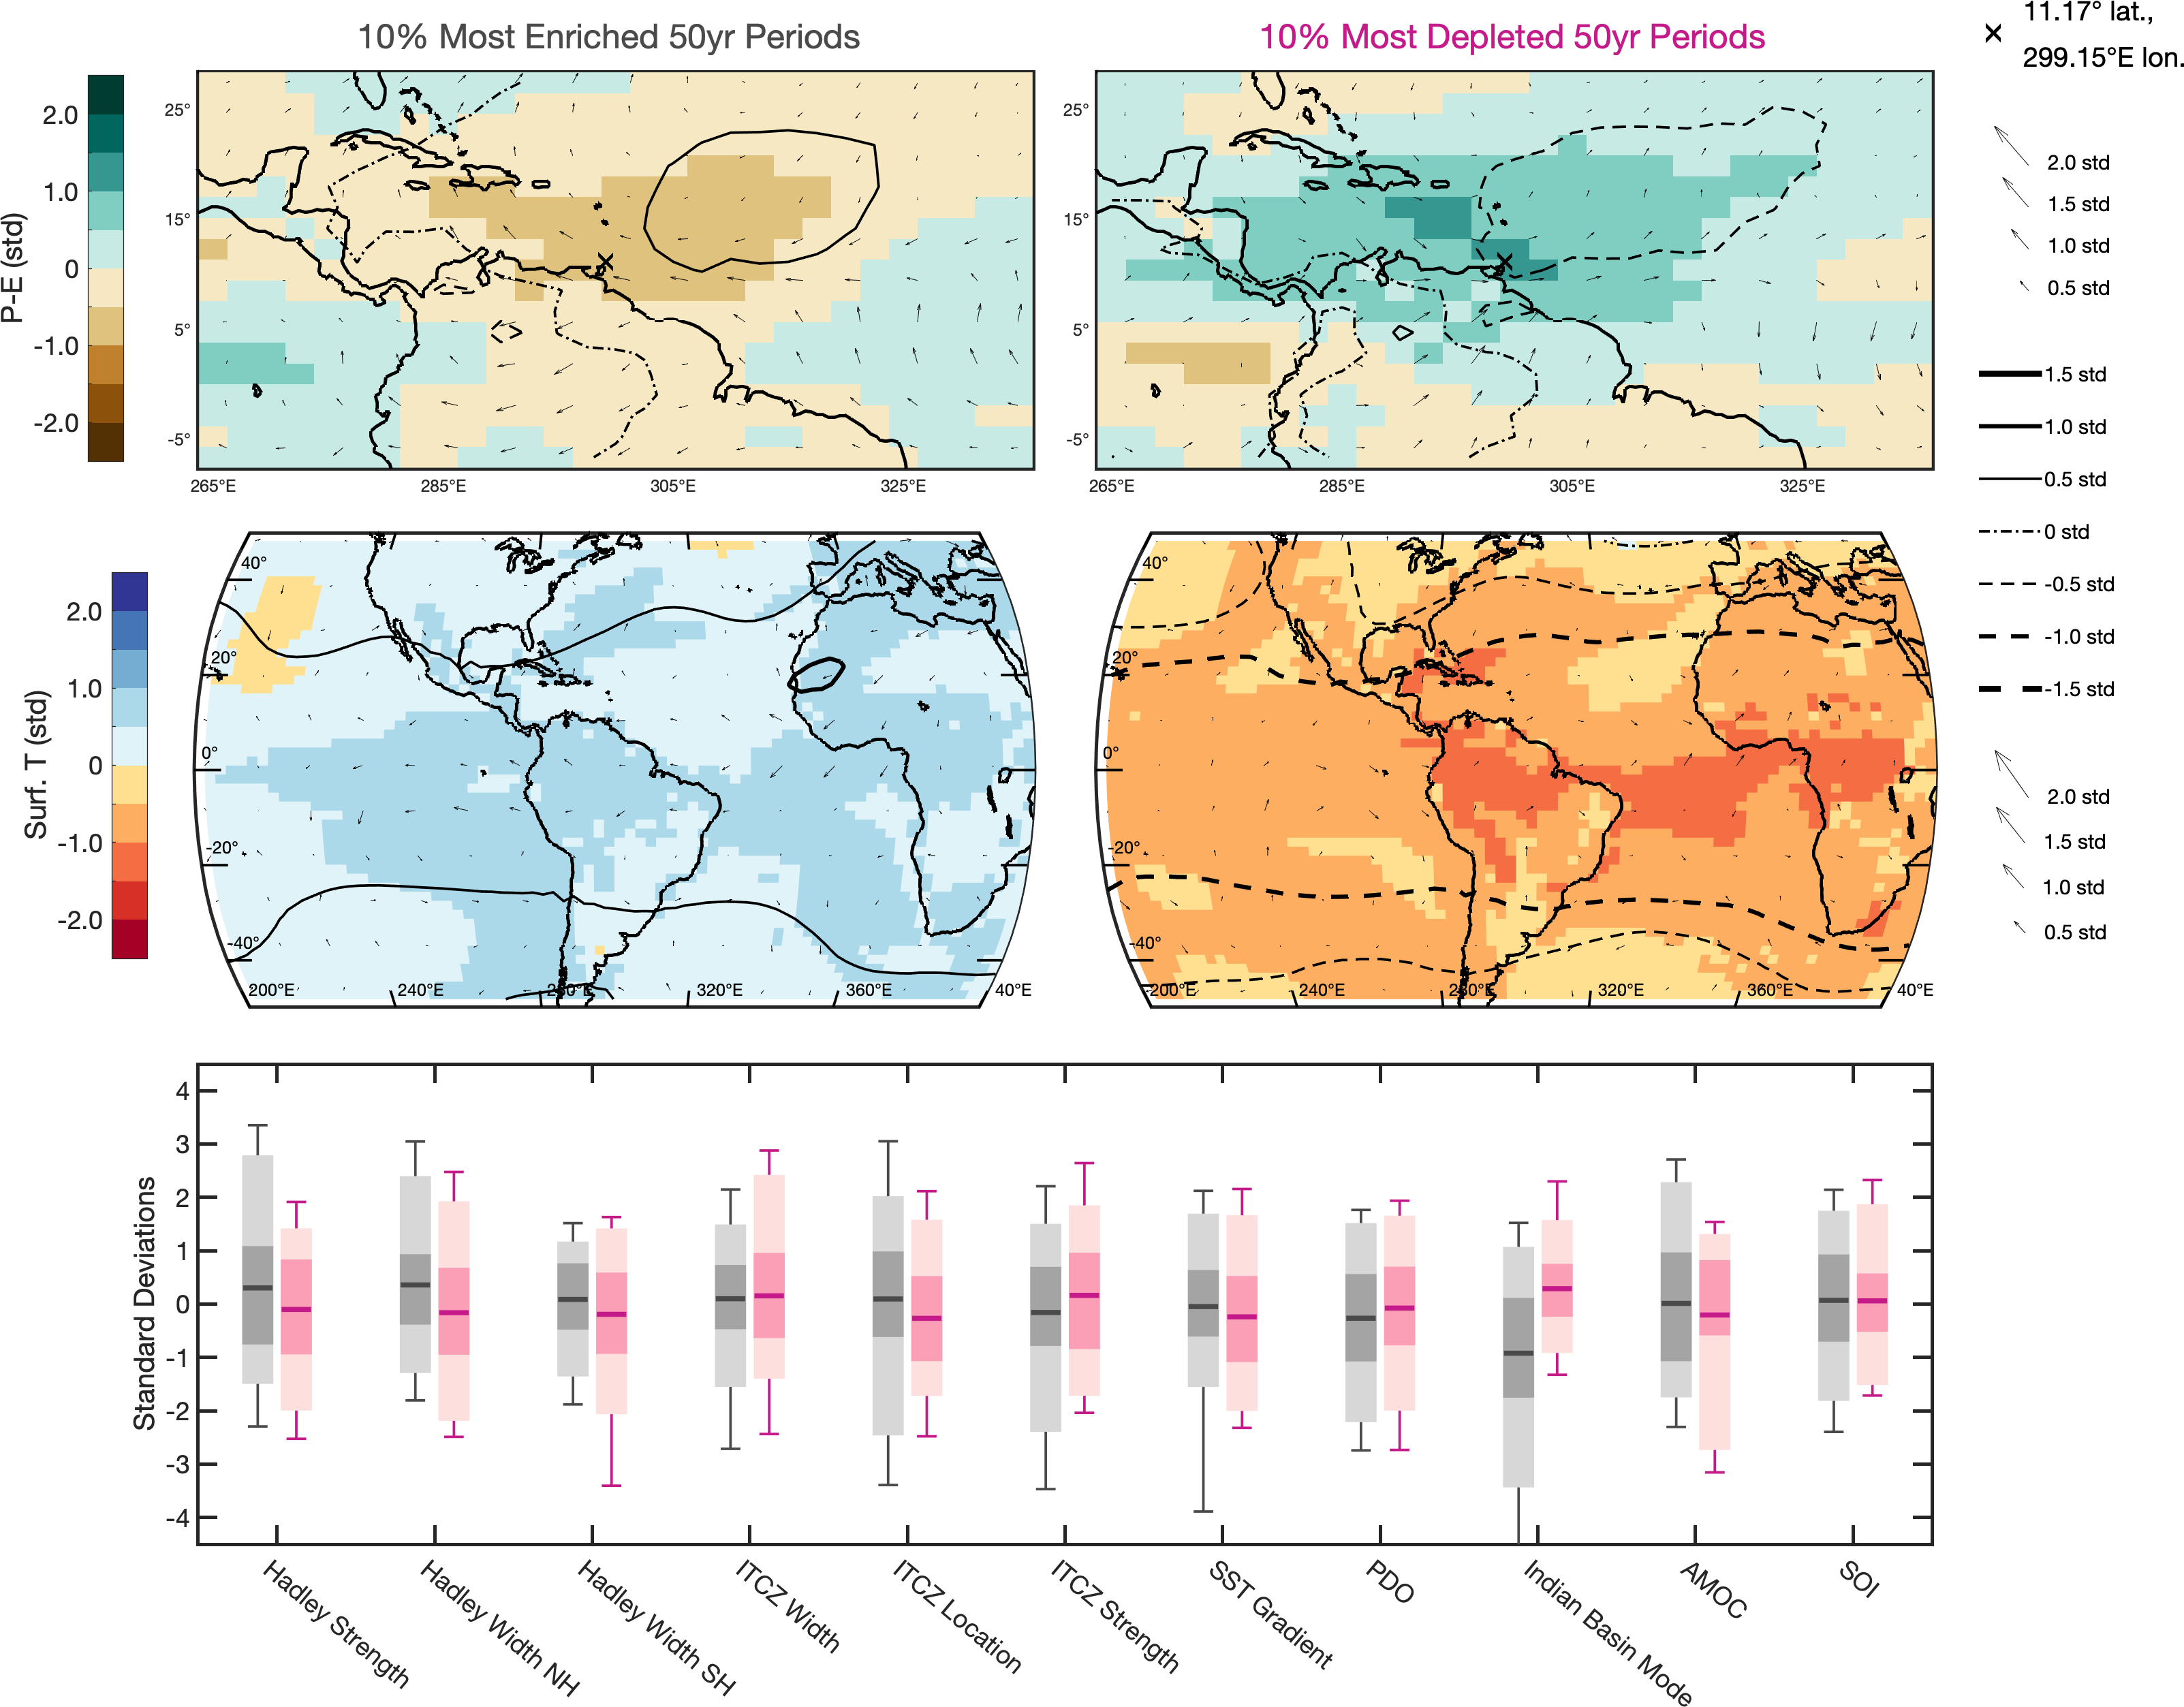 10% Most Enriched 50yr Periods
10% Most Depleted 50yr Periods
11.17° lat.,
299.15°E lon.
P-E (std)
2.0
1.0
0
-1.0
-2.0
25°
15°
5°
-5°
265°E
285°E
305°E
325°E
25°
15°
5°
-5°
265°E
285°E
305°E
325°E
2.0 std
1.5 std
1.0 std
0.5 std
1.5 std
1.0 std
0.5 std
0 std
-0.5 std
-1.0 std
-1.5 std
Surf. T (std)
2.0
1.0
0
-1.0
-2.0
40°
20°
0°
-20°
-40°
200°E
240°E
280°E
320°E
360°E
40°E
40°
20°
0°
-20°
-40°
200°E
240°E
280°E
320°E
360°E
40°E
2.0 std
1.5 std
1.0 std
0.5 std
Standard Deviations
4
3
2
1
0
-1
-2
-3
-4
Hadley Strength
Hadley Width NH
Hadley Width SH
ITCZ Width
ITCZ Location
ITCZ Strength
SST Gradient
PDO
Indian Basin Mode
AMOC
SOI